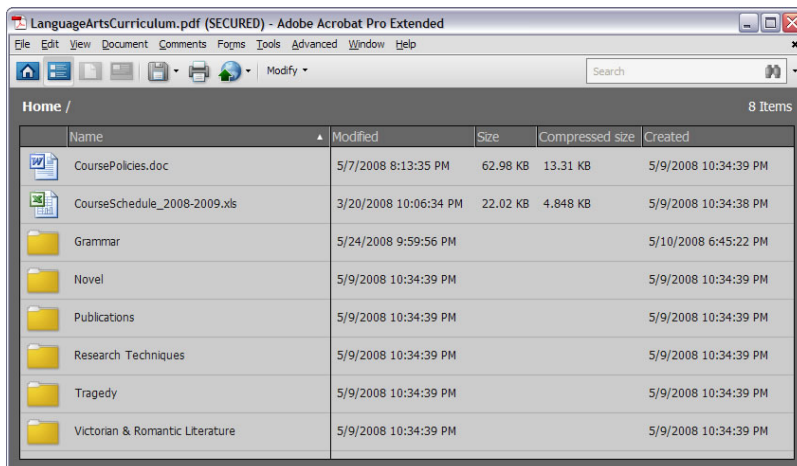 LanguageArtsCurriculum.pdf (SECURED) - Adobe Acrobat Pro Extended
File Edit View Document Comments Forms Tools Advanced Window Help
Modify Search
Home / 8 Items
Name Modified Size Compressed size Created
CoursePolicies.doc 5/7/2008 8:13:35 PM 62.98 KB 13.31 KB 5/9/2008 10:34:39 PM
CourseSchedule_2008-2009.xls 3/20/2008 10:06:34 PM 22.02 KB 4.848 KB 5/9/2008 10:34:38 PM
Grammar 5/24/2008 9:59:56 PM 5/10/2008 6:45:22 PM
Novel 5/9/2008 10:34:39 PM 5/9/2008 10:34:39 PM
Publications 5/9/2008 10:34:39 PM 5/9/2008 10:34:39 PM
Research Techniques 5/9/2008 10:34:39 PM 5/9/2008 10:34:39 PM
Tragedy 5/9/2008 10:34:39 PM 5/9/2008 10:34:39 PM
Victorian & Romantic Literature 5/9/2008 10:34:39 PM 5/9/2008 10:34:39 PM